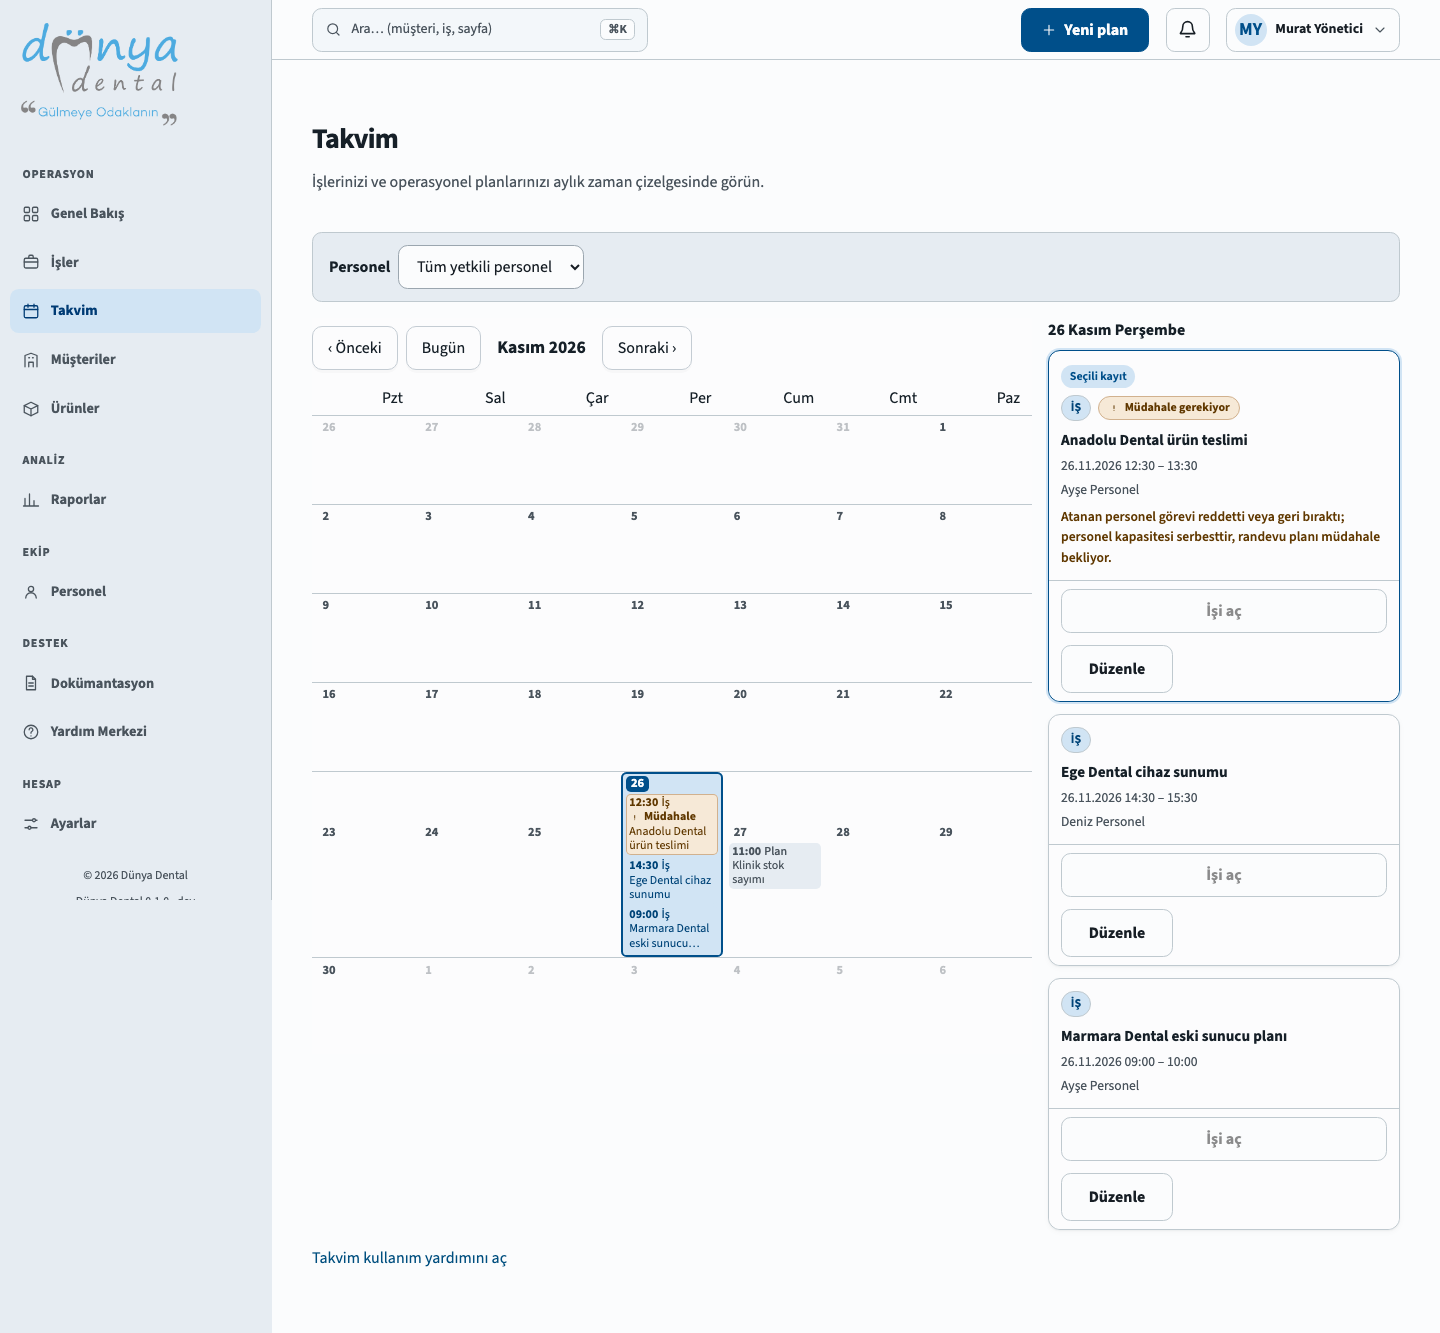 dünya
dental
“Gülmeye Odaklanın”
OPERASYON
Genel Bakış
İşler
Takvim
Müşteriler
Ürünler
ANALİZ
Raporlar
EKİP
Personel
DESTEK
Dokümantasyon
Yardım Merkezi
HESAP
Ayarlar
© 2026 Dünya Dental
Ara… (müşteri, iş, sayfa) ⌘K
+ Yeni plan
MY Murat Yönetici
Takvim
İşlerinizi ve operasyonel planlarınızı aylık zaman çizelgesinde görün.
Personel Tüm yetkili personel
‹ Önceki Bugün Kasım 2026 Sonraki ›
Pzt Sal Çar Per Cum Cmt Paz
26 27 28 29 30 31 1
2 3 4 5 6 7 8
9 10 11 12 13 14 15
16 17 18 19 20 21 22
23 24 25 26 27 28 29
12:30 İş
! Müdahale
Anadolu Dental
ürün teslimi
14:30 İş
Ege Dental cihaz
sunumu
09:00 İş
Marmara Dental
eski sunucu…
11:00 Plan
Klinik stok
sayımı
30 1 2 3 4 5 6
26 Kasım Perşembe
Seçili kayıt
İŞ ! Müdahale gerekiyor
Anadolu Dental ürün teslimi
26.11.2026 12:30 – 13:30
Ayşe Personel
Atanan personel görevi reddetti veya geri bıraktı;
personel kapasitesi serbesttir, randevu planı müdahale
bekliyor.
İşi aç
Düzenle
İŞ
Ege Dental cihaz sunumu
26.11.2026 14:30 – 15:30
Deniz Personel
İşi aç
Düzenle
İŞ
Marmara Dental eski sunucu planı
26.11.2026 09:00 – 10:00
Ayşe Personel
İşi aç
Düzenle
Takvim kullanım yardımını aç